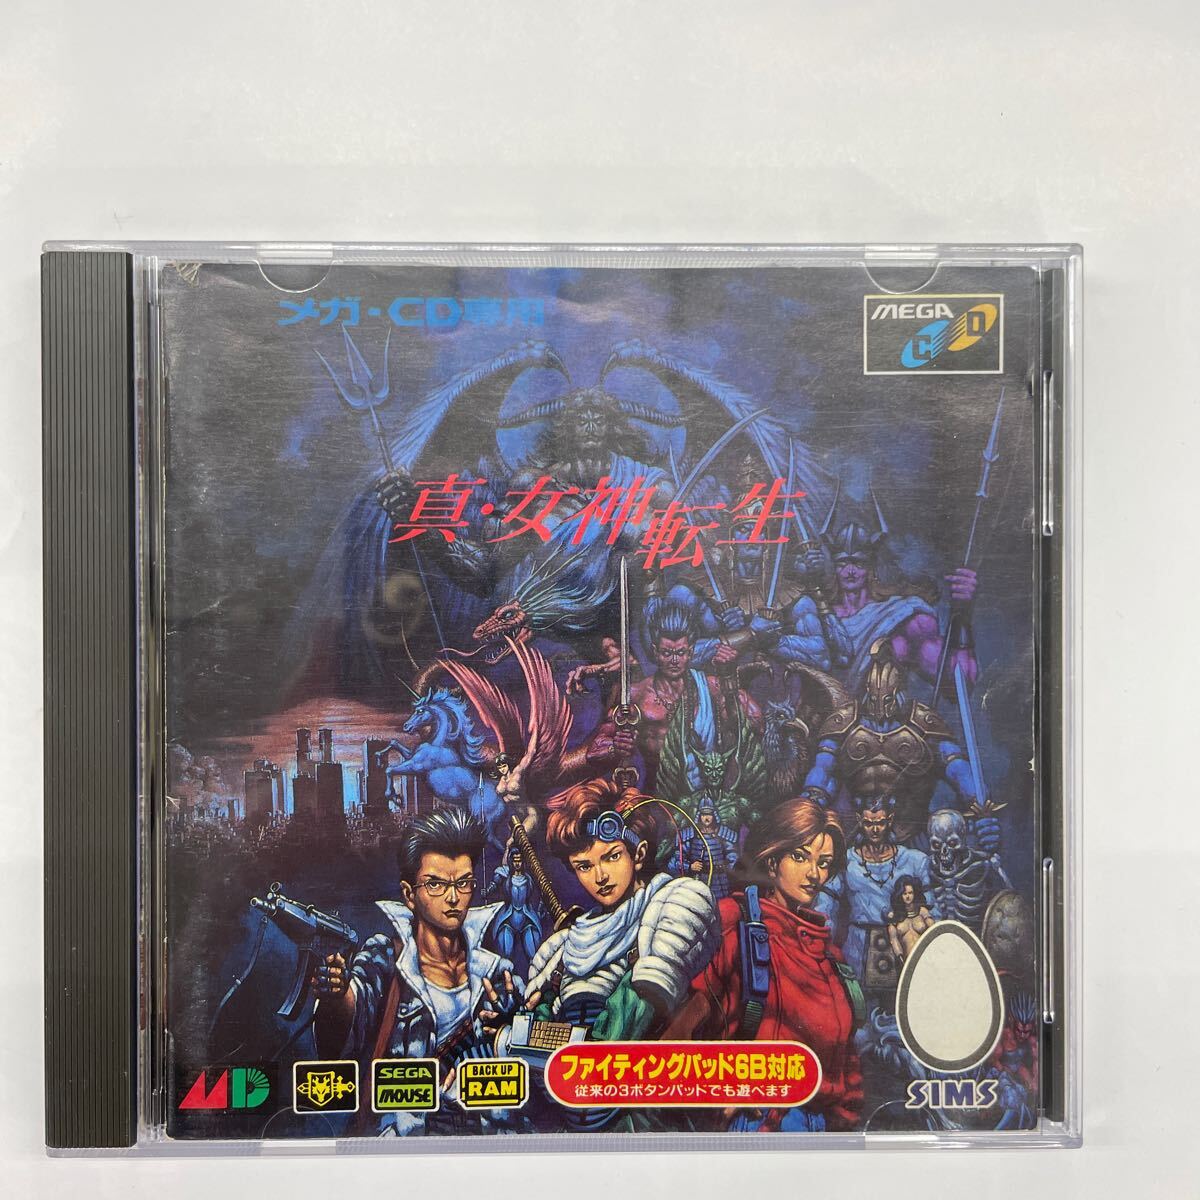 メガ・CD専用
MEGA
CD
真・女神転生
MD
SEGA
MOUSE
BACK UP
RAM
ファイティングパッド6B対応
従来の3ボタンパッドでも遊べます
SIMS